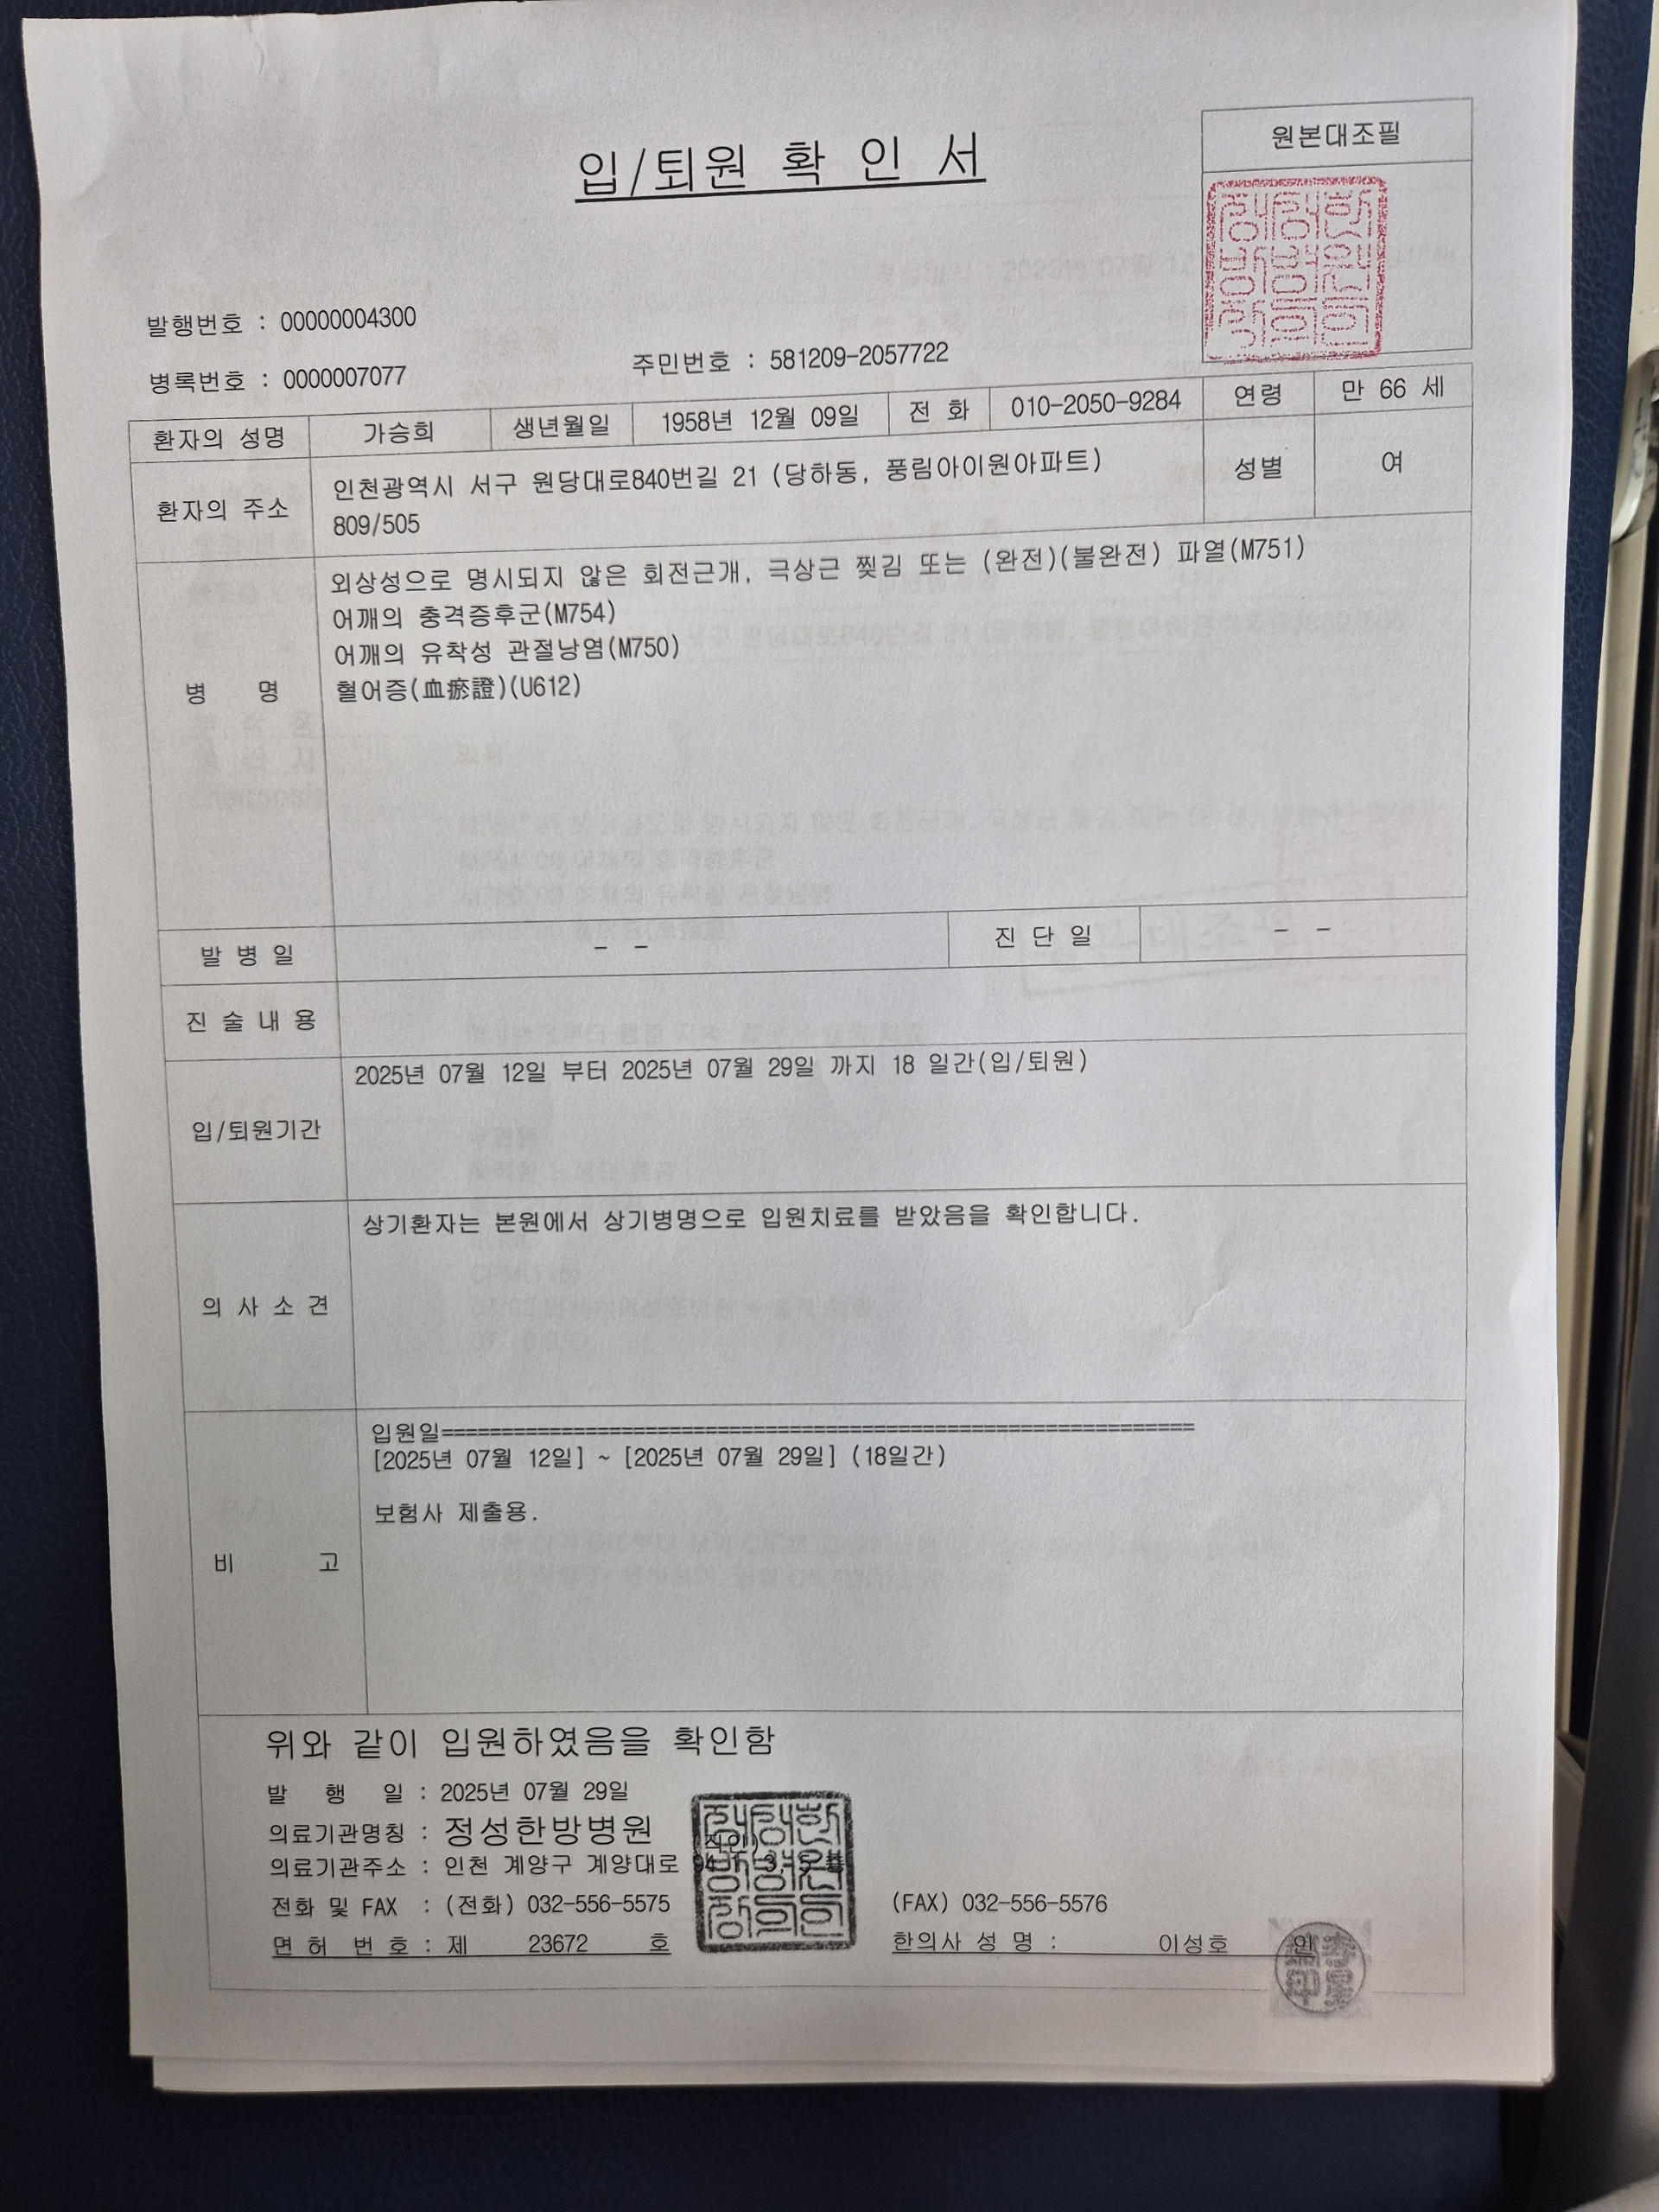 원본대조필
입/퇴원 확 인 서
발행번호 : 00000004300
병록번호 : 0000007077
주민번호 : 581209-2057722
환자의 성명 가승희 생년월일 1958년 12월 09일 전 화 010-2050-9284 연령 만 66 세
환자의 주소 인천광역시 서구 원당대로840번길 21 (당하동, 풍림아이원아파트) 성별 여
809/505
외상성으로 명시되지 않은 회전근개, 극상근 찢김 또는 (완전)(불완전) 파열(M751)
어깨의 충격증후군(M754)
어깨의 유착성 관절낭염(M750)
병 명 혈어증(血瘀證)(U612)
발 병 일 - - 진 단 일 - -
진 술 내 용
2025년 07월 12일 부터 2025년 07월 29일 까지 18 일간(입/퇴원)
입/퇴원기간
상기환자는 본원에서 상기병명으로 입원치료를 받았음을 확인합니다.
의 사 소 견
입원일===============================================================
[2025년 07월 12일] ~ [2025년 07월 29일] (18일간)
보험사 제출용.
비 고
위와 같이 입원하였음을 확인함
발 행 일 : 2025년 07월 29일
의료기관명칭 : 정성한방병원 (직인)
의료기관주소 : 인천 계양구 계양대로
전화 및 FAX : (전화) 032-556-5575 (FAX) 032-556-5576
면 허 번 호 : 제 23672 호 한의사 성 명 : 이성호 인